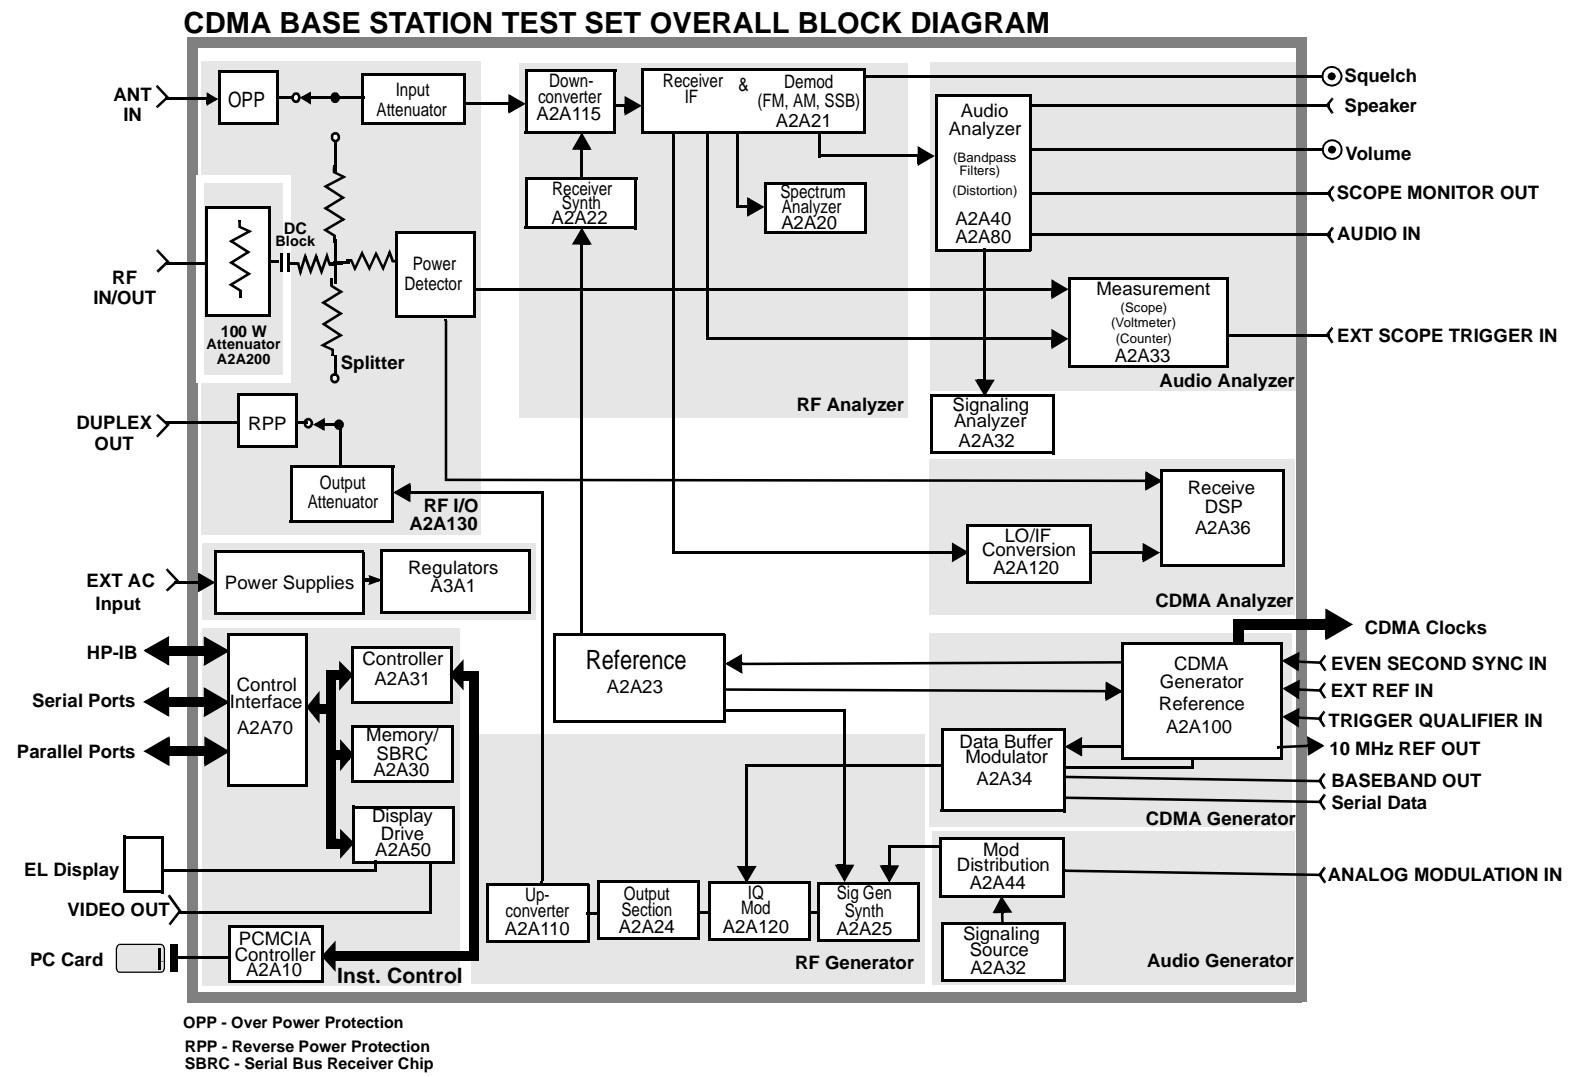 CDMA BASE STATION TEST SET OVERALL BLOCK DIAGRAM
ANT
IN
OPP
Input
Attenuator
Down-
converter
A2A115
Receiver
IF
&
Demod
(FM, AM, SSB)
A2A21
Audio
Analyzer
(Bandpass
Filters)
(Distortion)
A2A40
A2A80
Squelch
Speaker
Volume
SCOPE MONITOR OUT
AUDIO IN
Receiver
Synth
A2A22
Spectrum
Analyzer
A2A20
RF
IN/OUT
DC
Block
100 W
Attenuator
A2A200
Power
Detector
Splitter
Measurement
(Scope)
(Voltmeter)
(Counter)
A2A33
EXT SCOPE TRIGGER IN
Audio Analyzer
RF Analyzer
Signaling
Analyzer
A2A32
DUPLEX
OUT
RPP
Output
Attenuator
RF I/O
A2A130
Receive
DSP
A2A36
LO/IF
Conversion
A2A120
CDMA Analyzer
EXT AC
Input
Power Supplies
Regulators
A3A1
CDMA Clocks
HP-IB
Serial Ports
Parallel Ports
Control
Interface
A2A70
Controller
A2A31
Memory/
SBRC
A2A30
Display
Drive
A2A50
Reference
A2A23
CDMA
Generator
Reference
A2A100
EVEN SECOND SYNC IN
EXT REF IN
TRIGGER QUALIFIER IN
10 MHz REF OUT
BASEBAND OUT
Serial Data
Data Buffer
Modulator
A2A34
CDMA Generator
EL Display
VIDEO OUT
PC Card
PCMCIA
Controller
A2A10
Inst. Control
Up-
converter
A2A110
Output
Section
A2A24
IQ
Mod
A2A120
Sig Gen
Synth
A2A25
RF Generator
Mod
Distribution
A2A44
ANALOG MODULATION IN
Signaling
Source
A2A32
Audio Generator
OPP - Over Power Protection
RPP - Reverse Power Protection
SBRC - Serial Bus Receiver Chip